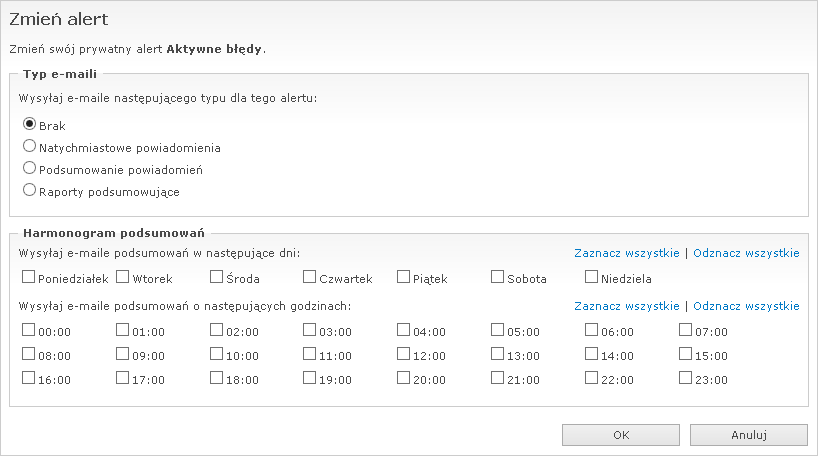 Zmień alert
Zmień swój prywatny alert Aktywne błędy.
Typ e-maili
Wysyłaj e-maile następującego typu dla tego alertu:
Brak
Natychmiastowe powiadomienia
Podsumowanie powiadomień
Raporty podsumowujące
Harmonogram podsumowań
Wysyłaj e-maile podsumowań w następujące dni: Zaznacz wszystkie | Odznacz wszystkie
Poniedziałek Wtorek Środa Czwartek Piątek Sobota Niedziela
Wysyłaj e-maile podsumowań o następujących godzinach: Zaznacz wszystkie | Odznacz wszystkie
00:00 01:00 02:00 03:00 04:00 05:00 06:00 07:00
08:00 09:00 10:00 11:00 12:00 13:00 14:00 15:00
16:00 17:00 18:00 19:00 20:00 21:00 22:00 23:00
OK Anuluj